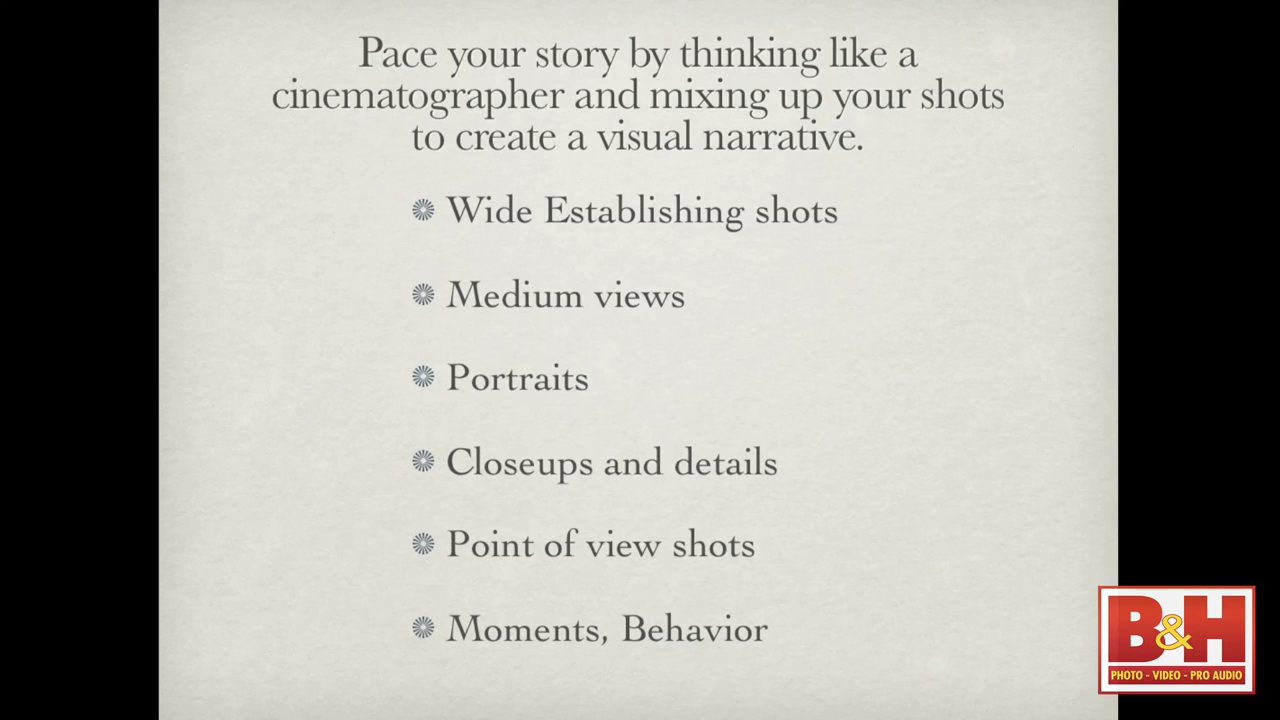 Pace your story by thinking like a
cinematographer and mixing up your shots
to create a visual narrative.
Wide Establishing shots
Medium views
Portraits
Closeups and details
Point of view shots
Moments, Behavior
B&H
PHOTO - VIDEO - PRO AUDIO